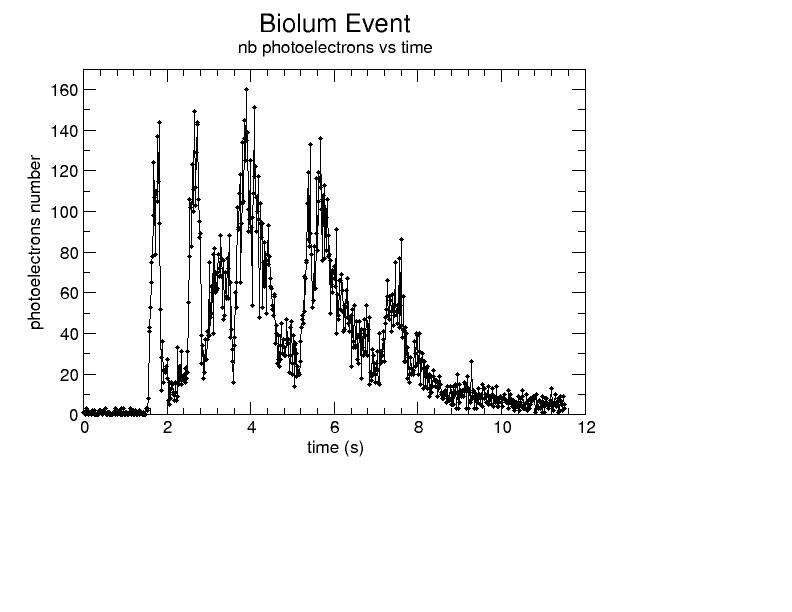 Biolum Event
nb photoelectrons vs time
160
140
120
100
80
60
40
20
0
photoelectrons number
0 2 4 6 8 10 12
time (s)